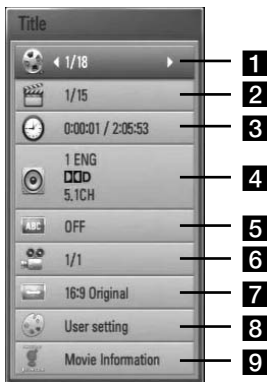 Title
1/18 1
1/15 2
0:00:01 / 2:05:53 3
1 ENG
D 4
5.1CH
ABC OFF 5
1/1 6
16:9 Original 7
User setting 8
Movie Information 9